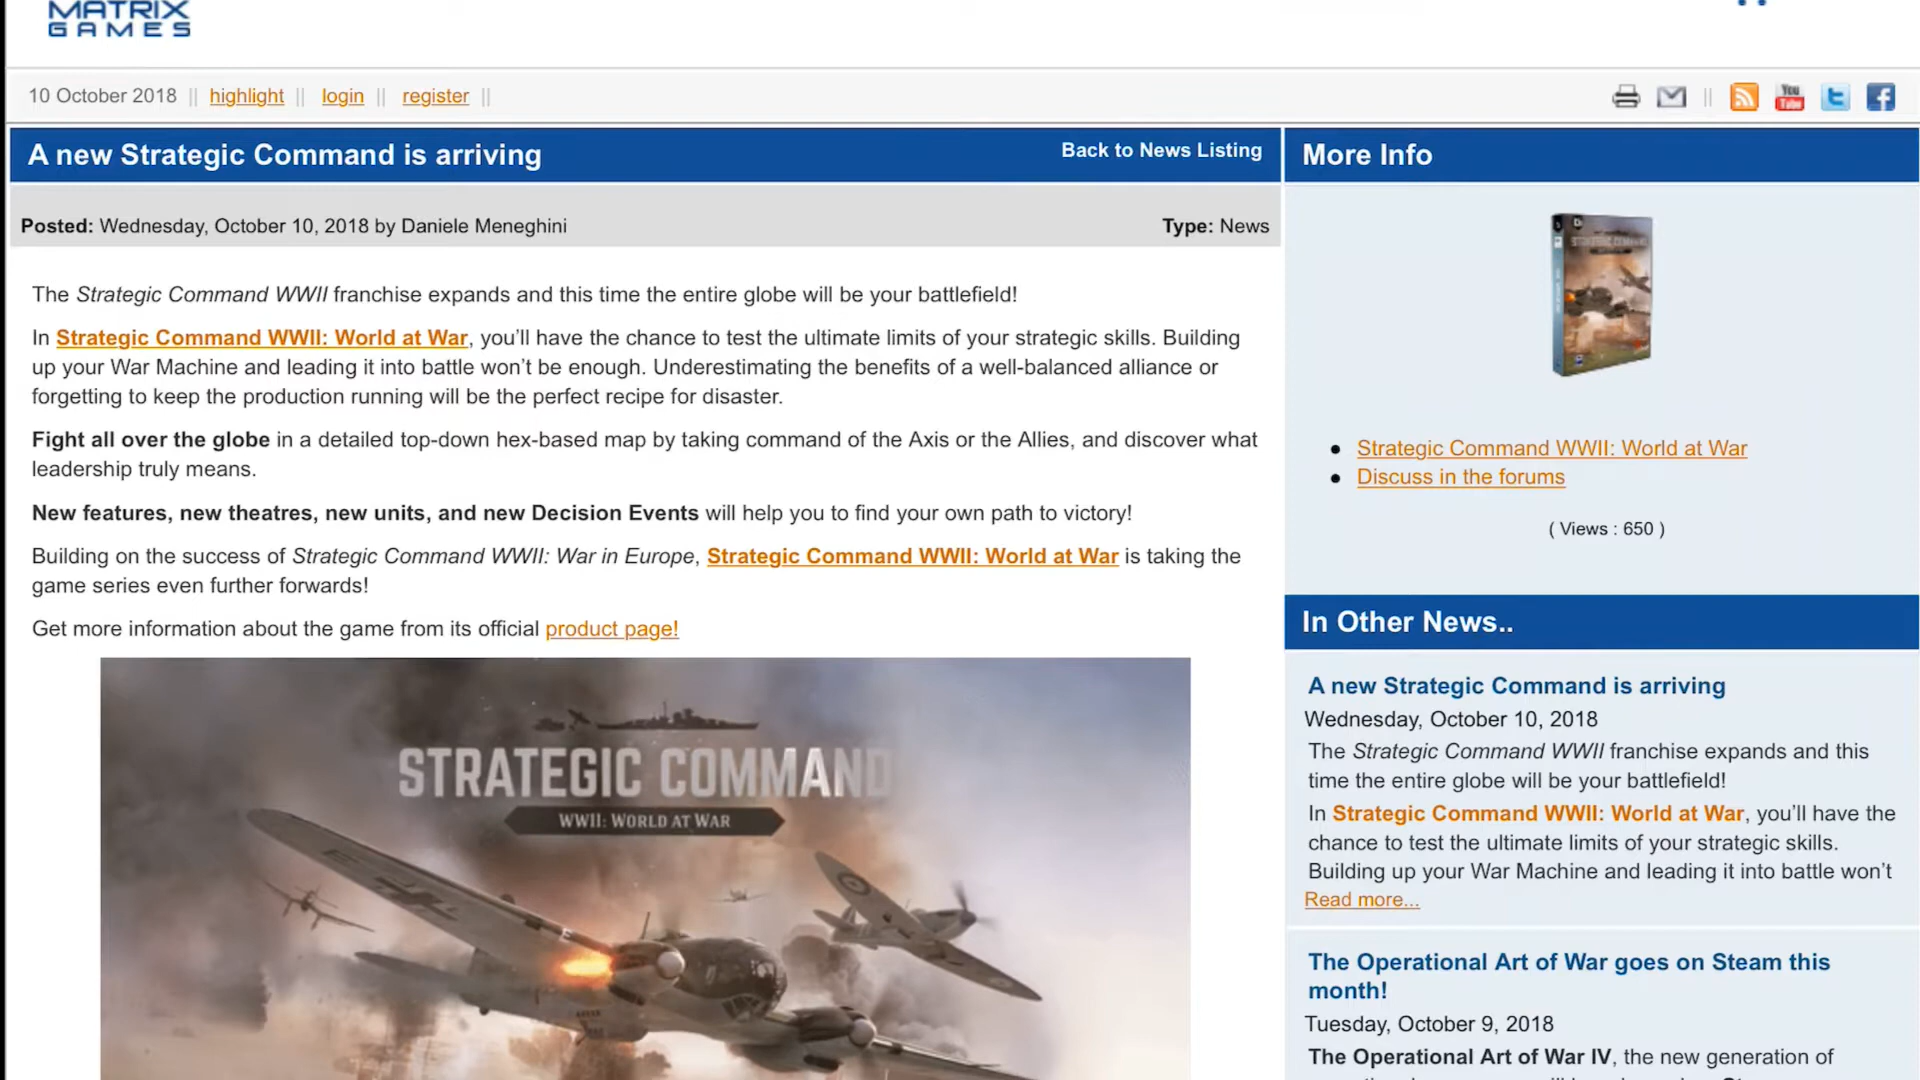 MATRIX
GAMES
10 October 2018 || highlight || login || register ||
A new Strategic Command is arriving
Back to News Listing
Posted: Wednesday, October 10, 2018 by Daniele Meneghini
Type: News
The Strategic Command WWII franchise expands and this time the entire globe will be your battlefield!
In Strategic Command WWII: World at War, you’ll have the chance to test the ultimate limits of your strategic skills. Building
up your War Machine and leading it into battle won’t be enough. Underestimating the benefits of a well-balanced alliance or
forgetting to keep the production running will be the perfect recipe for disaster.
Fight all over the globe in a detailed top-down hex-based map by taking command of the Axis or the Allies, and discover what
leadership truly means.
New features, new theatres, new units, and new Decision Events will help you to find your own path to victory!
Building on the success of Strategic Command WWII: War in Europe, Strategic Command WWII: World at War is taking the
game series even further forwards!
Get more information about the game from its official product page!
STRATEGIC COMMAND
WWII: WORLD AT WAR
||
You
Tube
More Info
STRATEGIC COMMAND
Strategic Command WWII: World at War
Discuss in the forums
( Views : 650 )
In Other News..
A new Strategic Command is arriving
Wednesday, October 10, 2018
The Strategic Command WWII franchise expands and this
time the entire globe will be your battlefield!
In Strategic Command WWII: World at War, you’ll have the
chance to test the ultimate limits of your strategic skills.
Building up your War Machine and leading it into battle won’t
Read more...
The Operational Art of War goes on Steam this
month!
Tuesday, October 9, 2018
The Operational Art of War IV, the new generation of